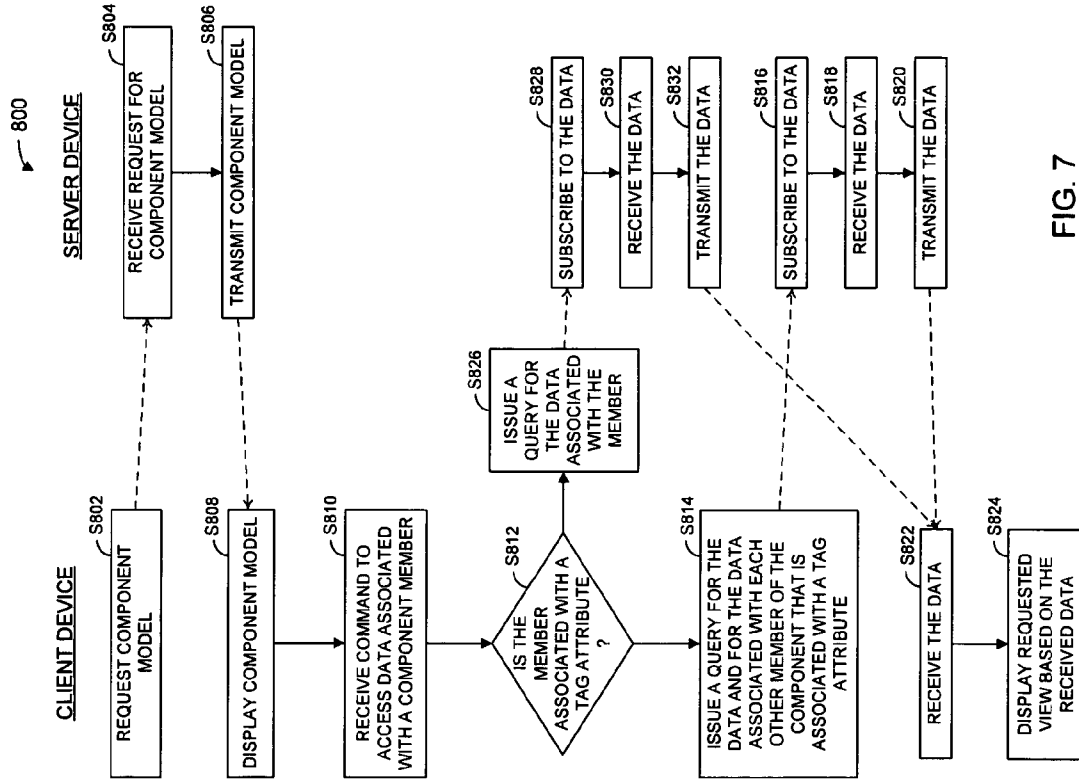 800
CLIENT DEVICE
SERVER DEVICE
S802
REQUEST COMPONENT
MODEL
S804
RECEIVE REQUEST FOR
COMPONENT MODEL
S806
TRANSMIT COMPONENT MODEL
S808
DISPLAY COMPONENT MODEL
S810
RECEIVE COMMAND TO
ACCESS DATA ASSOCIATED
WITH A COMPONENT MEMBER
S812
IS THE
MEMBER
ASSOCIATED WITH A
TAG ATTRIBUTE
?
S826
ISSUE A
QUERY FOR
THE DATA
ASSOCIATED
WITH THE
MEMBER
S828
SUBSCRIBE TO THE DATA
S830
RECEIVE THE DATA
S832
TRANSMIT THE DATA
S814
ISSUE A QUERY FOR THE
DATA AND FOR THE DATA
ASSOCIATED WITH EACH
OTHER MEMBER OF THE
COMPONENT THAT IS
ASSOCIATED WITH A TAG
ATTRIBUTE
S816
SUBSCRIBE TO THE DATA
S818
RECEIVE THE DATA
S820
TRANSMIT THE DATA
S822
RECEIVE THE DATA
S824
DISPLAY REQUESTED
VIEW BASED ON THE
RECEIVED DATA
FIG. 7